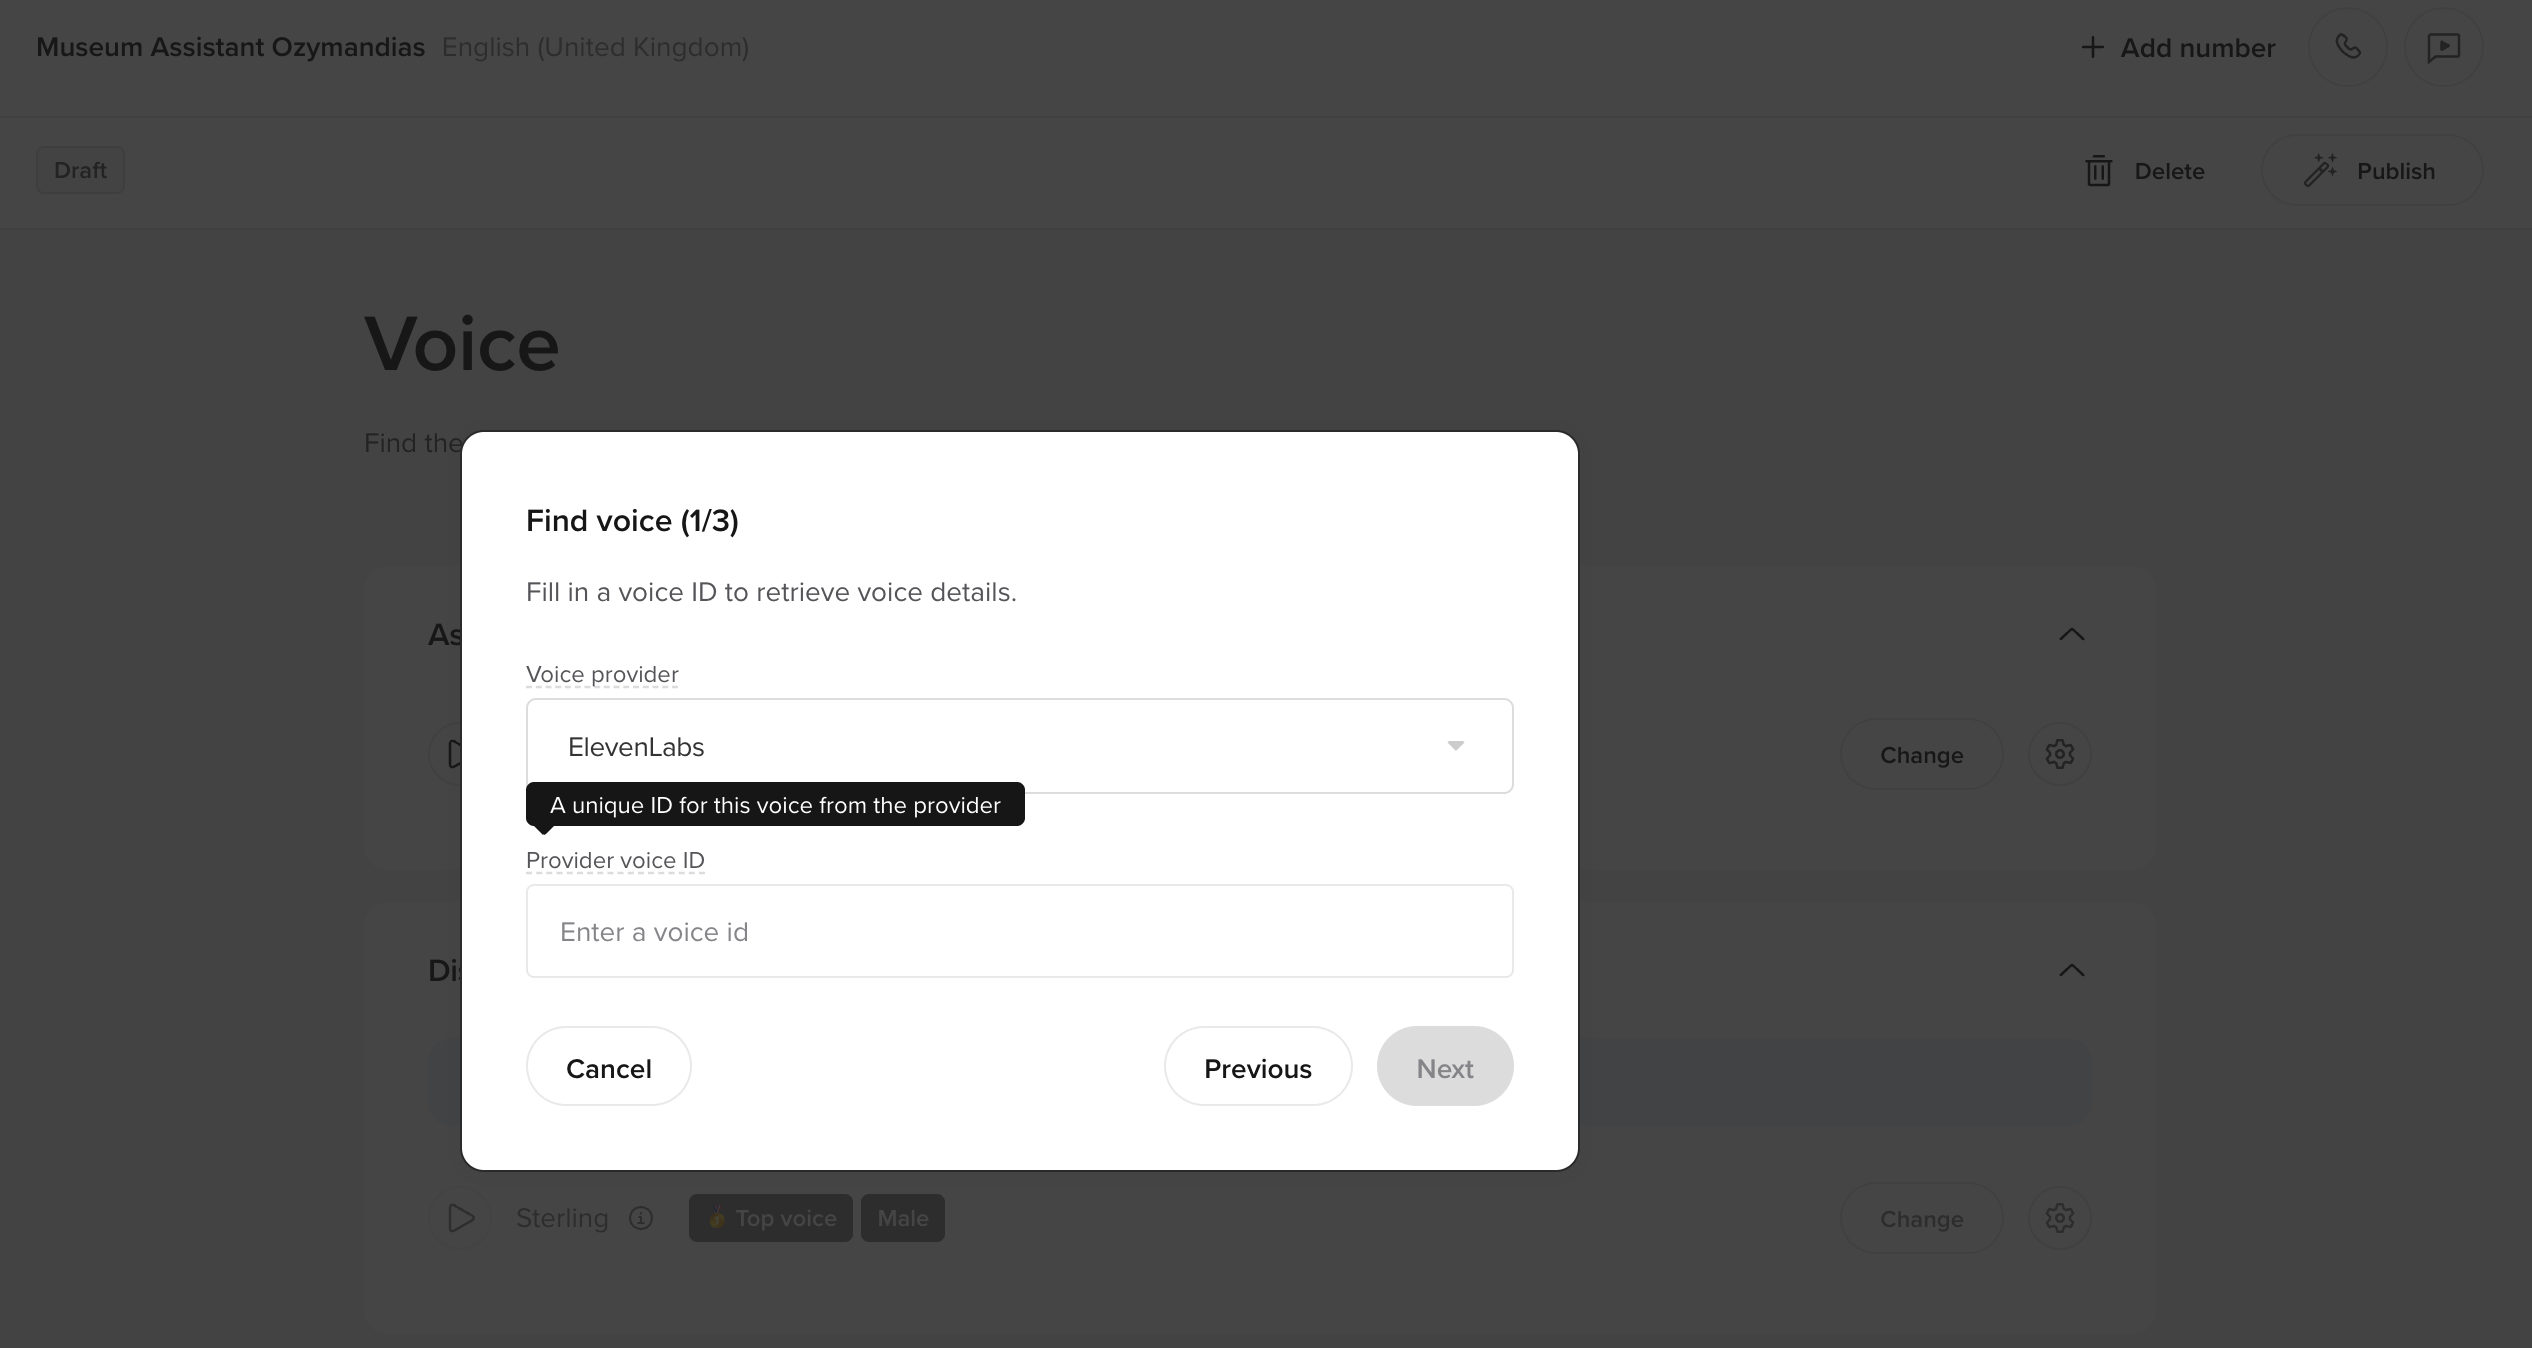 Museum Assistant Ozymandias English (United Kingdom)
Add number
Draft
Delete
Publish
Voice
Find the
Find voice (1/3)
Fill in a voice ID to retrieve voice details.
As
Voice provider
ElevenLabs
Change
A unique ID for this voice from the provider
Provider voice ID
Enter a voice id
Dis
Cancel
Previous
Next
Sterling
Top voice
Male
Change